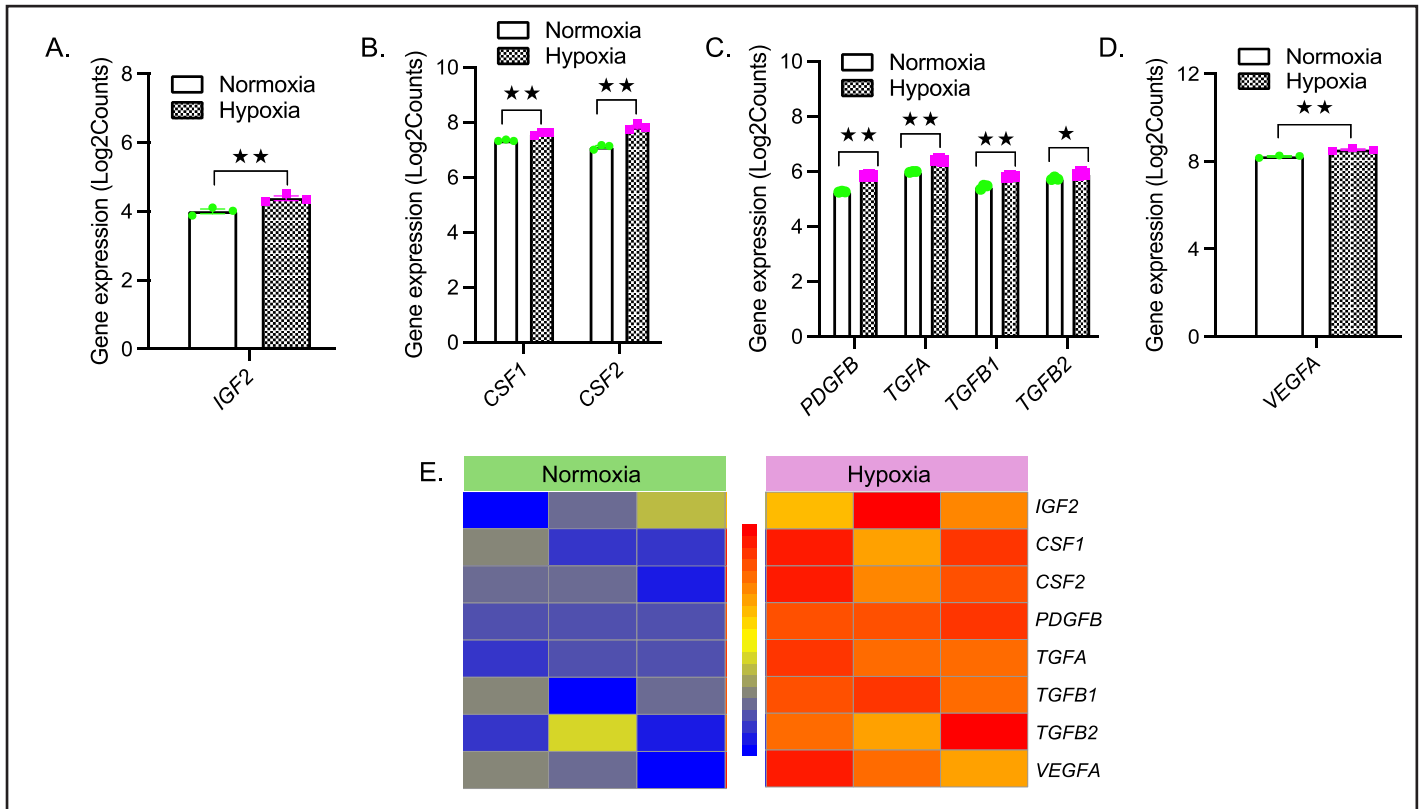 A.
Gene expression (Log2Counts)
8
6
4
2
0
Normoxia
Hypoxia
★★
IGF2
B.
Gene expression (Log2Counts)
10
8
6
4
2
0
Normoxia
Hypoxia
★★
★★
CSF1
CSF2
C.
Gene expression (Log2Counts)
10
8
6
4
2
0
Normoxia
Hypoxia
★★
★★
★★
★
PDGFB
TGFA
TGFB1
TGFB2
D.
Gene expression (Log2Counts)
12
8
4
0
Normoxia
Hypoxia
★★
VEGFA
E.
Normoxia
Hypoxia
IGF2
CSF1
CSF2
PDGFB
TGFA
TGFB1
TGFB2
VEGFA